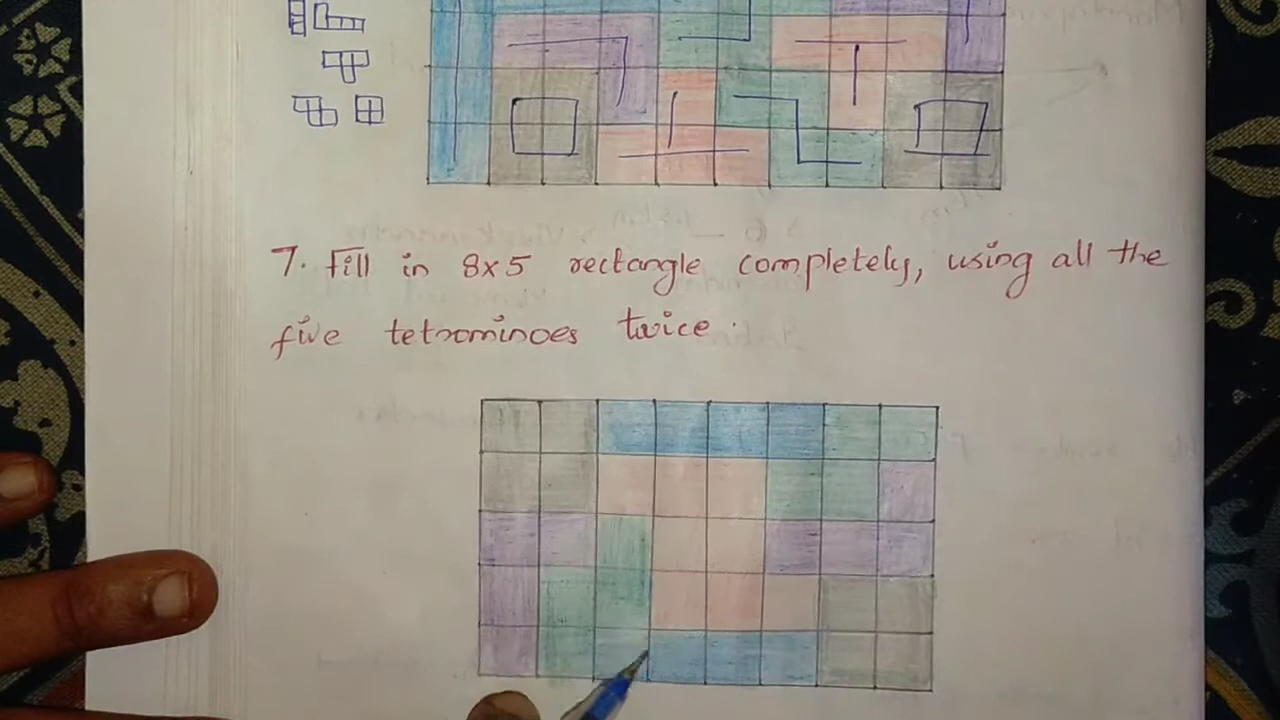 7. Fill in 8x5 rectangle completely, using all the
five tetrominoes twice.